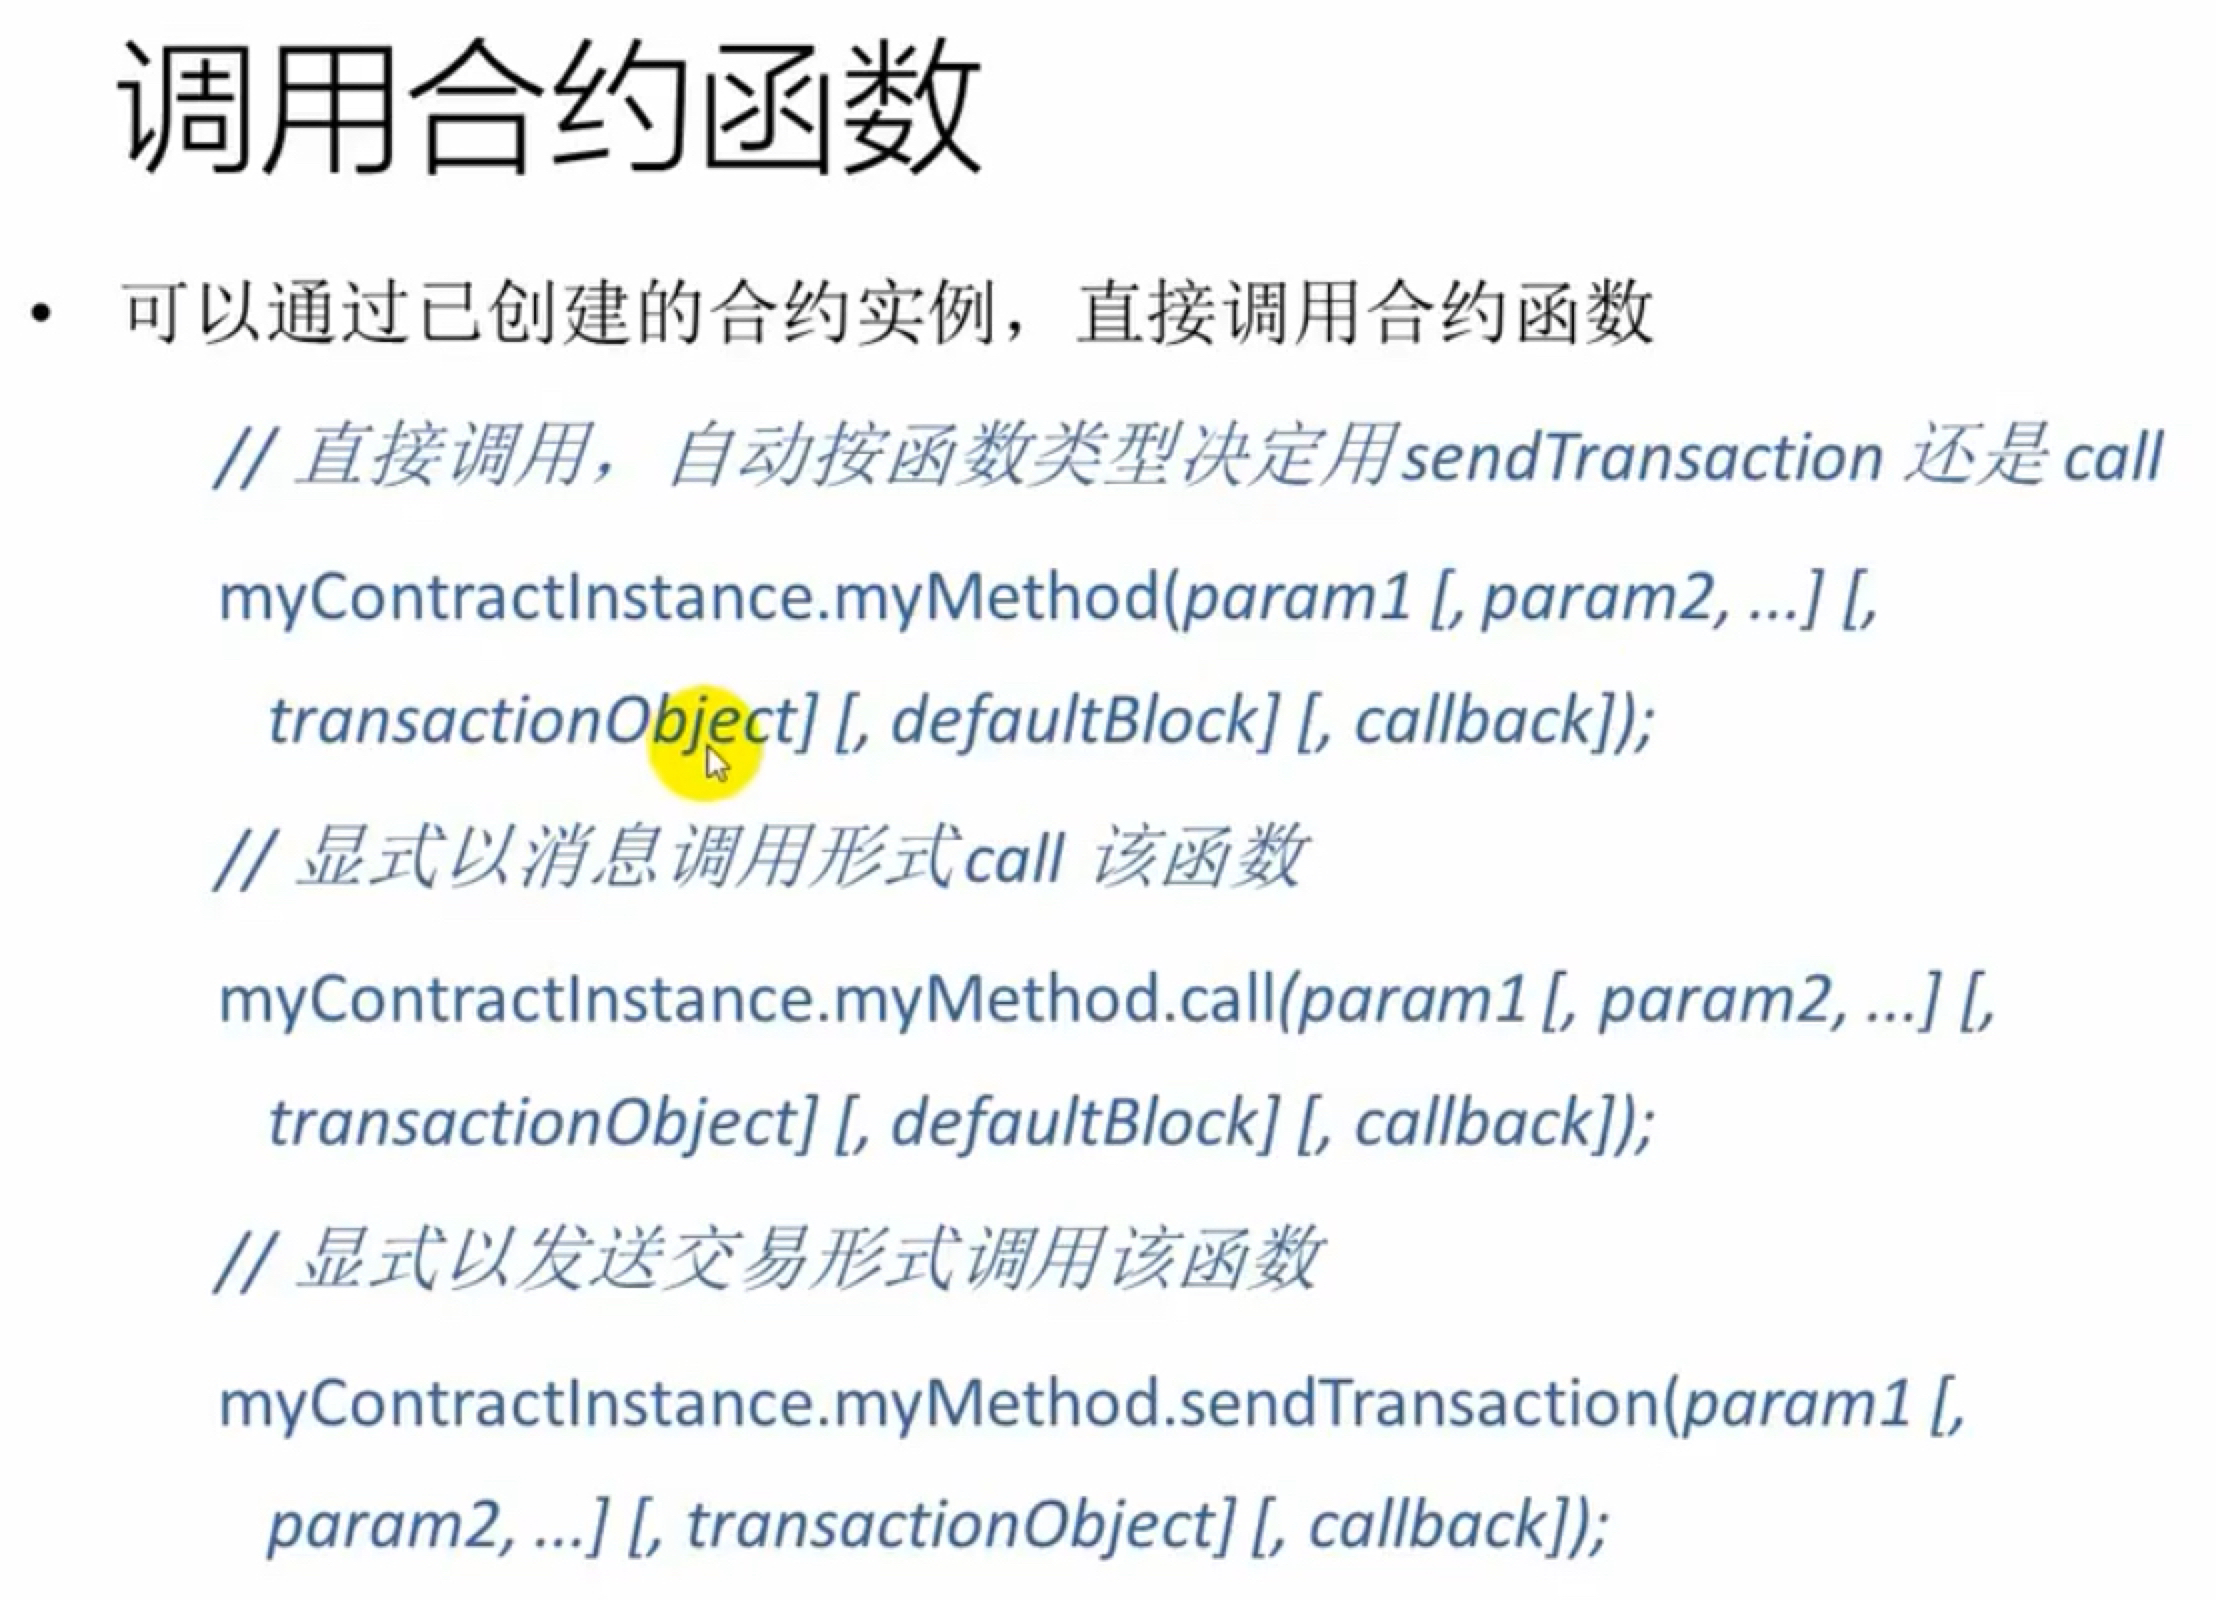 调用合约函数
• 可以通过已创建的合约实例，直接调用合约函数
// 直接调用，自动按函数类型决定用sendTransaction 还是 call
myContractInstance.myMethod(param1 [, param2, ...] [,
transactionObject] [, defaultBlock] [, callback]);
// 显式以消息调用形式call 该函数
myContractInstance.myMethod.call(param1 [, param2, ...] [,
transactionObject] [, defaultBlock] [, callback]);
// 显式以发送交易形式调用该函数
myContractInstance.myMethod.sendTransaction(param1 [,
param2, ...] [, transactionObject] [, callback]);